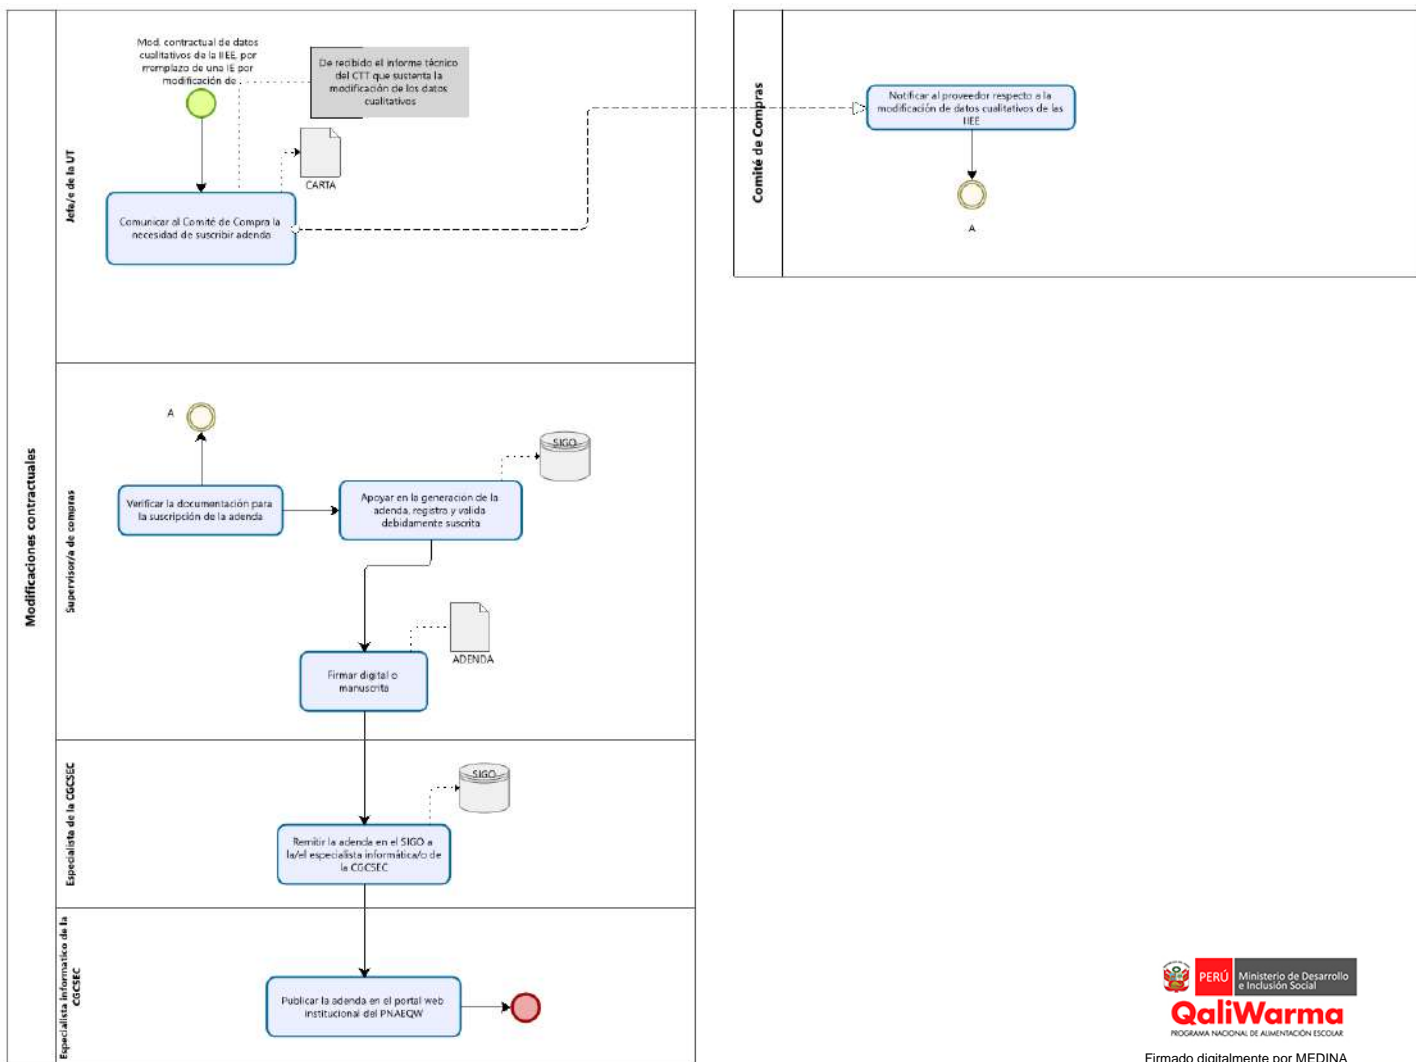 Modificaciones contractuales
Jefa/e de la UT
Mod. contractual de datos
cualitativos de la IIEE, por
rremplazo de una IE por
modificación de
De recibido el informe técnico
del CTT que sustenta la
modificación de los datos
cualitativos
CARTA
Comunicar al Comité de Compra la
necesidad de suscribir adenda
Comité de Compras
Notificar al proveedor respecto a la
modificación de datos cualitativos de las
IIEE
A
Supervisor/a de compras
A
Verificar la documentación para
la suscripción de la adenda
Apoyar en la generación de la
adenda, registro y valida
debidamente suscrita
SIGO
ADENDA
Firmar digital o
manuscrita
Especialista de la CGCSEC
SIGO
Remitir la adenda en el SIGO a
la/el especialista informática/o de
la CGCSEC
Especialista informatico de la
CGCSEC
Publicar la adenda en el portal web
institucional del PNAEQW
PERÚ
Ministerio de Desarrollo
e Inclusión Social
QaliWarma
PROGRAMA NACIONAL DE ALIMENTACIÓN ESCOLAR
Firmado digitalmente por MEDINA